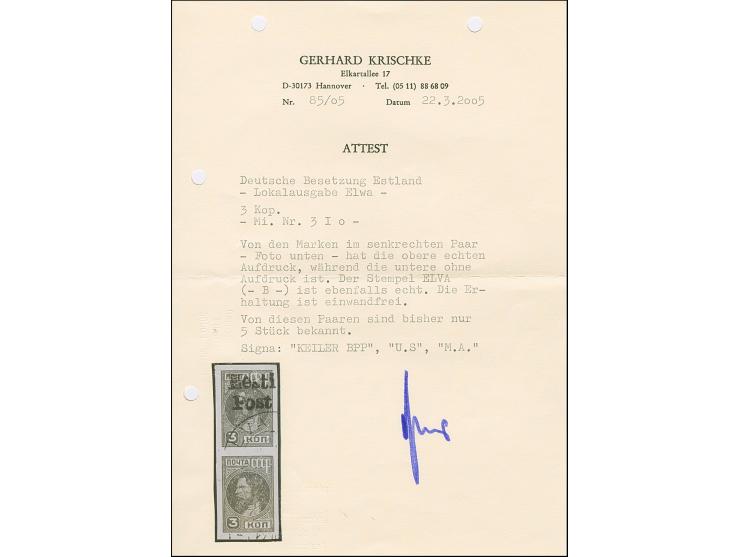 GERHARD KRISCHKE
Elkartallee 17
D-30173 Hannover · Tel. (05 11) 88 68 09
Nr. 85/o5 Datum 22.3.2oo5
ATTEST
Deutsche Besetzung Estland
- Lokalausgabe Elwa -
3 Kop.
- Mi. Nr. 3 I o -
Von den Marken im senkrechten Paar
- Foto unten - hat die obere echten
Aufdruck, während die untere ohne
Aufdruck ist. Der Stempel ELVA
(- B -) ist ebenfalls echt. Die Er-
haltung ist einwandfrei.
Von diesen Paaren sind bisher nur
5 Stück bekannt.
Signa: "KEILER BPP", "U.S", "M.A."
Eesti
Post
3 КОП
ПОЧТА
3 КОП